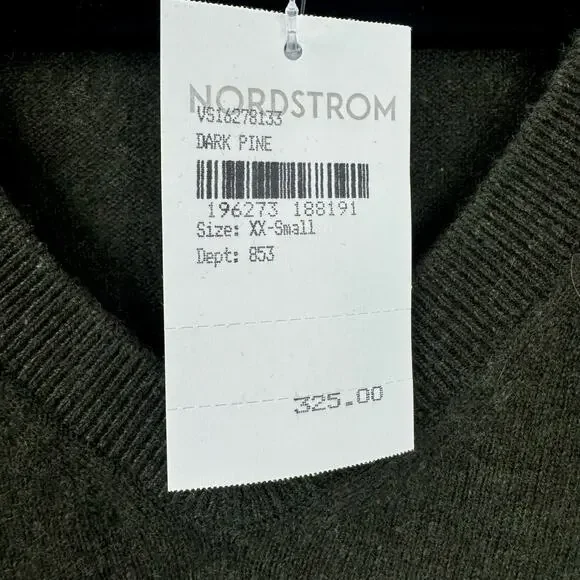 NORDSTROM
VS16278133
DARK PINE
196273 188191
Size: XX-Small
Dept: 853
325.00